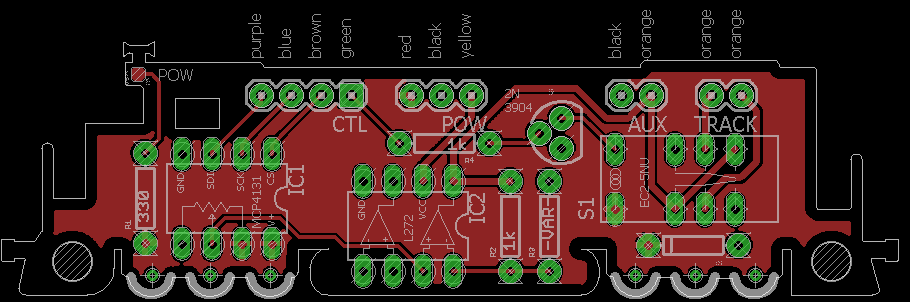 purple
blue
brown
green
red
black
yellow
black
orange
orange
orange
POW
2N
3904
CTL
POW
AUX
TRACK
1k
R4
GND
SDI
SCK
CS
MCP4131
V+
IC1
330
R1
GND
VCC
L272
IC2
R2
1k
R3
-VAR-
S1
EC2-5NU